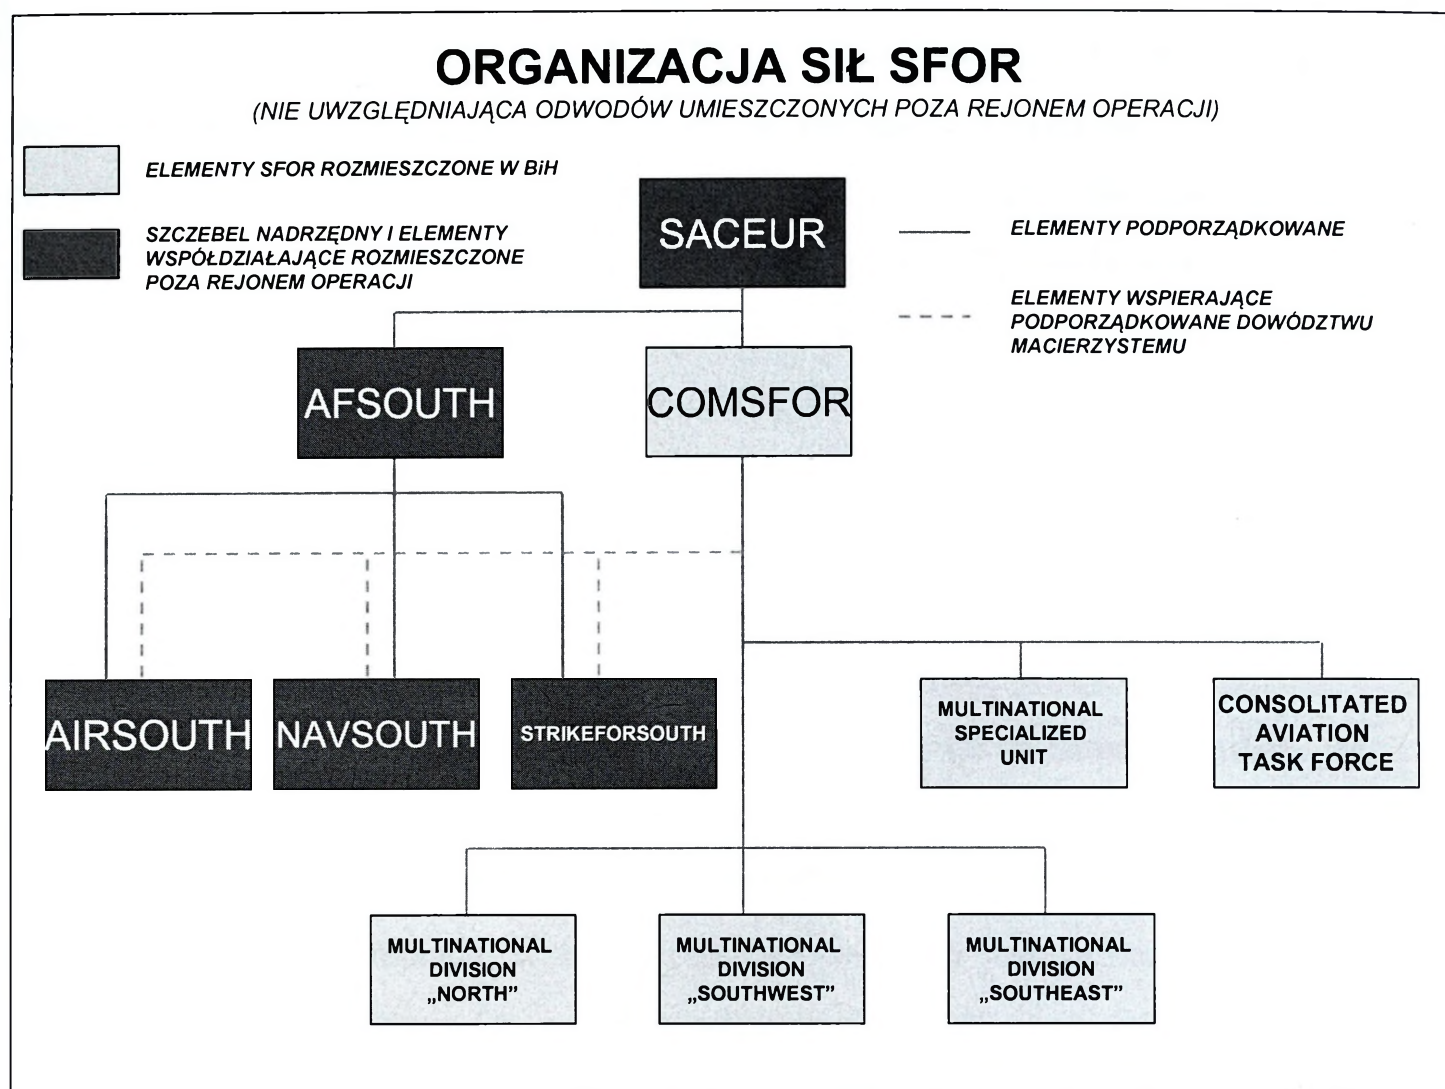 ORGANIZACJA SIŁ SFOR
(NIE UWZGLĘDNIAJĄCA ODWODÓW UMIESZCZONYCH POZA REJONEM OPERACJI)
ELEMENTY SFOR ROZMIESZCZONE W BiH
SZCZEBEL NADRZĘDNY I ELEMENTY
WSPÓŁDZIAŁAJĄCE ROZMIESZCZONE
POZA REJONEM OPERACJI
SACEUR
ELEMENTY PODPORZĄDKOWANE
ELEMENTY WSPIERAJĄCE
PODPORZĄDKOWANE DOWÓDZTWU
MACIERZYSTEMU
AFSOUTH
COMSFOR
AIRSOUTH
NAVSOUTH
STRIKEFORSOUTH
MULTINATIONAL
SPECIALIZED
UNIT
CONSOLITATED
AVIATION
TASK FORCE
MULTINATIONAL
DIVISION
„NORTH”
MULTINATIONAL
DIVISION
„SOUTHWEST”
MULTINATIONAL
DIVISION
„SOUTHEAST”